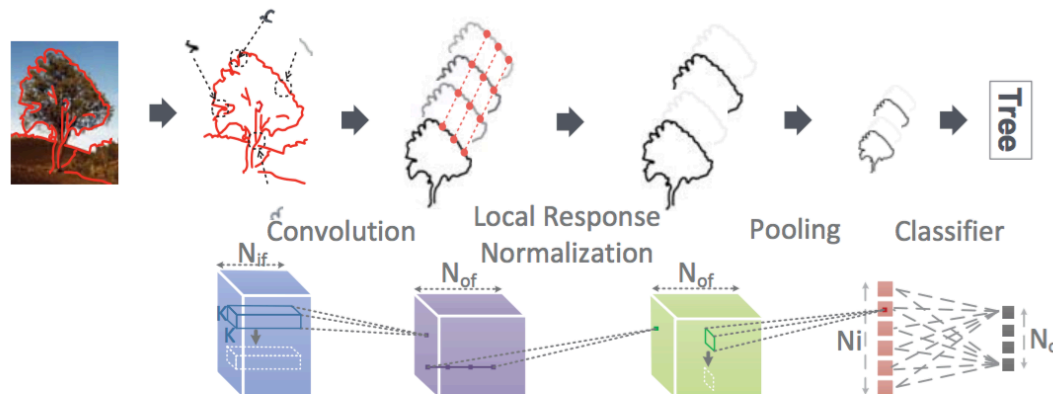 Tree
Convolution
Local Response
Normalization
Pooling
Classifier
Nif
Nof
Nof
K
K
Ni